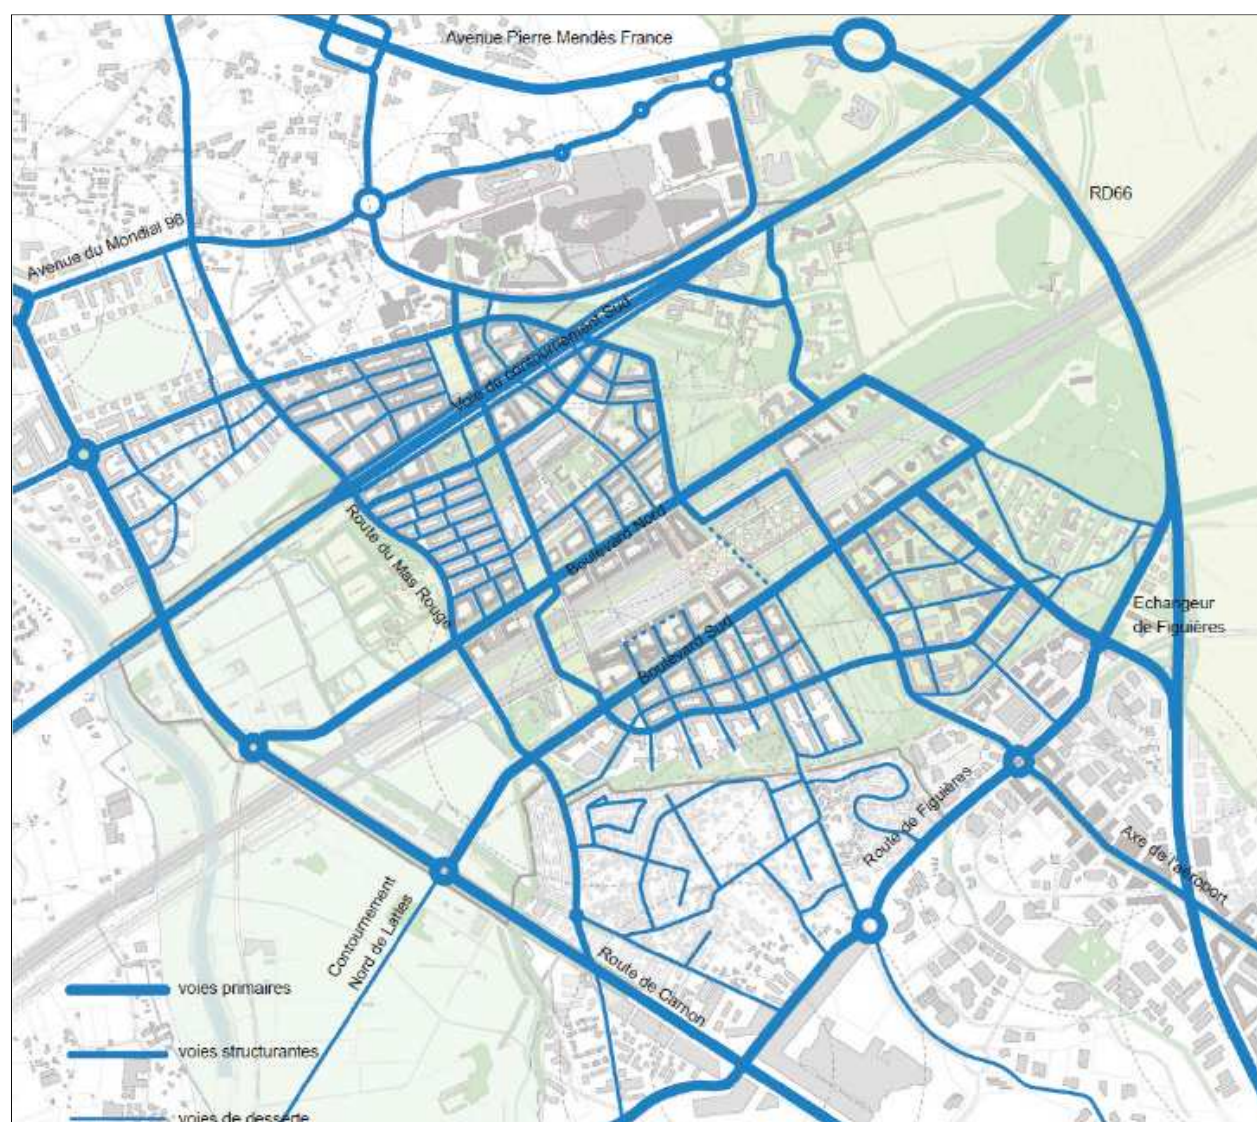 Avenue Pierre Mendès France
RD66
Avenue du Mondial 98
Voie du contournement Sud
Route du Mas Rouge
Boulevard Nord
Echangeur
de Figuières
Boulevard Sud
Route de Figuières
Axe de l'aéroport
Contournement
Nord de Lattes
Route de Carnon
voies primaires
voies structurantes
voies de desserte